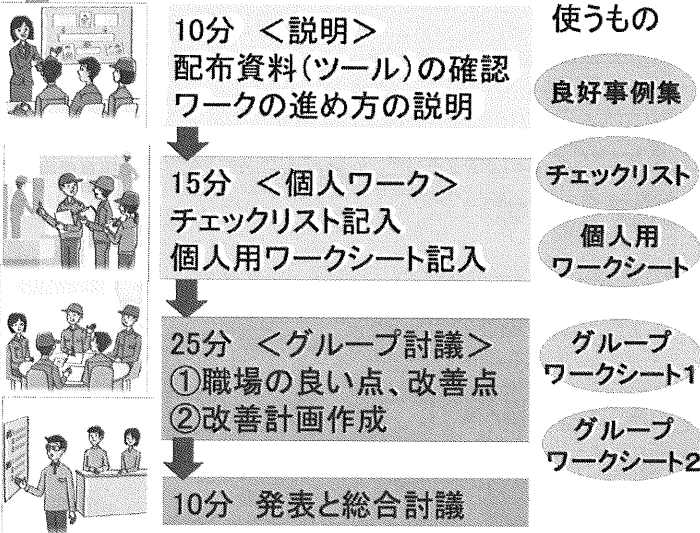 使うもの
10分 <説明>
配布資料(ツール)の確認
ワークの進め方の説明
良好事例集
15分 <個人ワーク>
チェックリスト記入
個人用ワークシート記入
チェックリスト
個人用
ワークシート
25分 <グループ討議>
①職場の良い点、改善点
②改善計画作成
グループ
ワークシート1
グループ
ワークシート2
10分 発表と総合討議